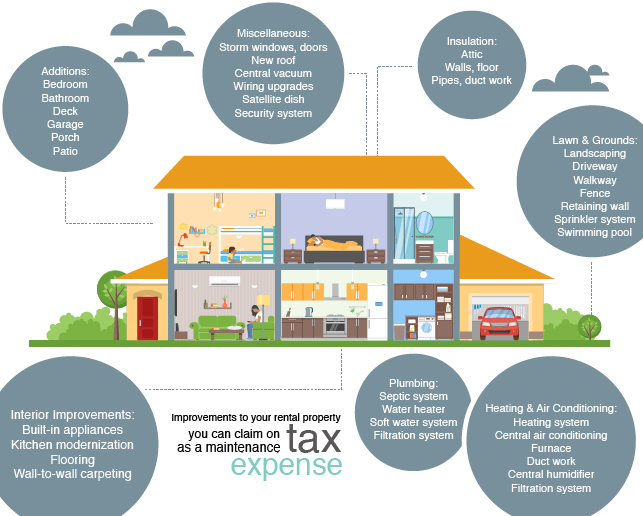 Miscellaneous:
Storm windows, doors
New roof
Central vacuum
Wiring upgrades
Satellite dish
Security system
Insulation:
Attic
Walls, floor
Pipes, duct work
Additions:
Bedroom
Bathroom
Deck
Garage
Porch
Patio
Lawn & Grounds:
Landscaping
Driveway
Walkway
Fence
Retaining wall
Sprinkler system
Swimming pool
Interior Improvements:
Built-in appliances
Kitchen modernization
Flooring
Wall-to-wall carpeting
Improvements to your rental property
you can claim on
as a maintenance tax
expense
Plumbing:
Septic system
Water heater
Soft water system
Filtration system
Heating & Air Conditioning:
Heating system
Central air conditioning
Furnace
Duct work
Central humidifier
Filtration system